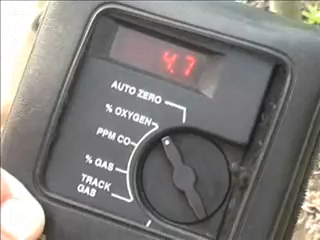 4.7
AUTO ZERO
% OXYGEN
PPM CO
% GAS
TRACK
GAS